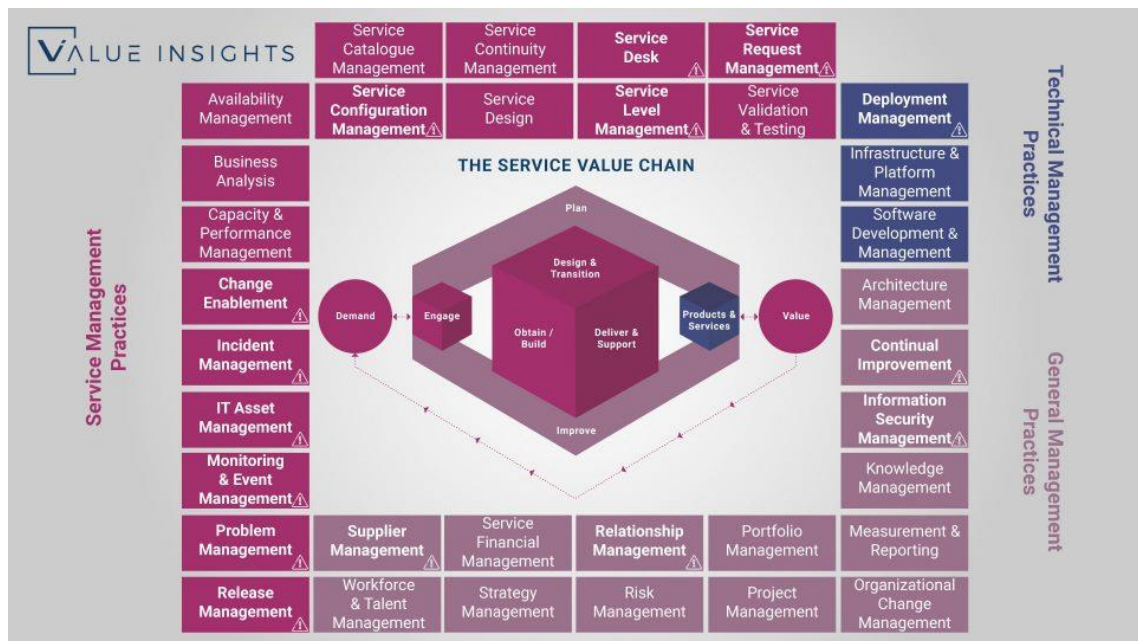 VALUE INSIGHTS
Service
Catalogue
Management
Service
Continuity
Management
Service
Desk
Service
Request
Management
Availability
Management
Service
Configuration
Management
Service
Design
Service
Level
Management
Service
Validation
& Testing
Deployment
Management
Technical Management
Practices
Business
Analysis
THE SERVICE VALUE CHAIN
Infrastructure &
Platform
Management
Capacity &
Performance
Management
Software
Development &
Management
Service Management
Practices
Change
Enablement
Plan
Design &
Transition
Demand
Engage
Obtain /
Build
Deliver &
Support
Products &
Services
Value
Improve
Architecture
Management
Incident
Management
Continual
Improvement
General Management
Practices
IT Asset
Management
Information
Security
Management
Monitoring
& Event
Management
Knowledge
Management
Problem
Management
Supplier
Management
Service
Financial
Management
Relationship
Management
Portfolio
Management
Measurement &
Reporting
Release
Management
Workforce
& Talent
Management
Strategy
Management
Risk
Management
Project
Management
Organizational
Change
Management